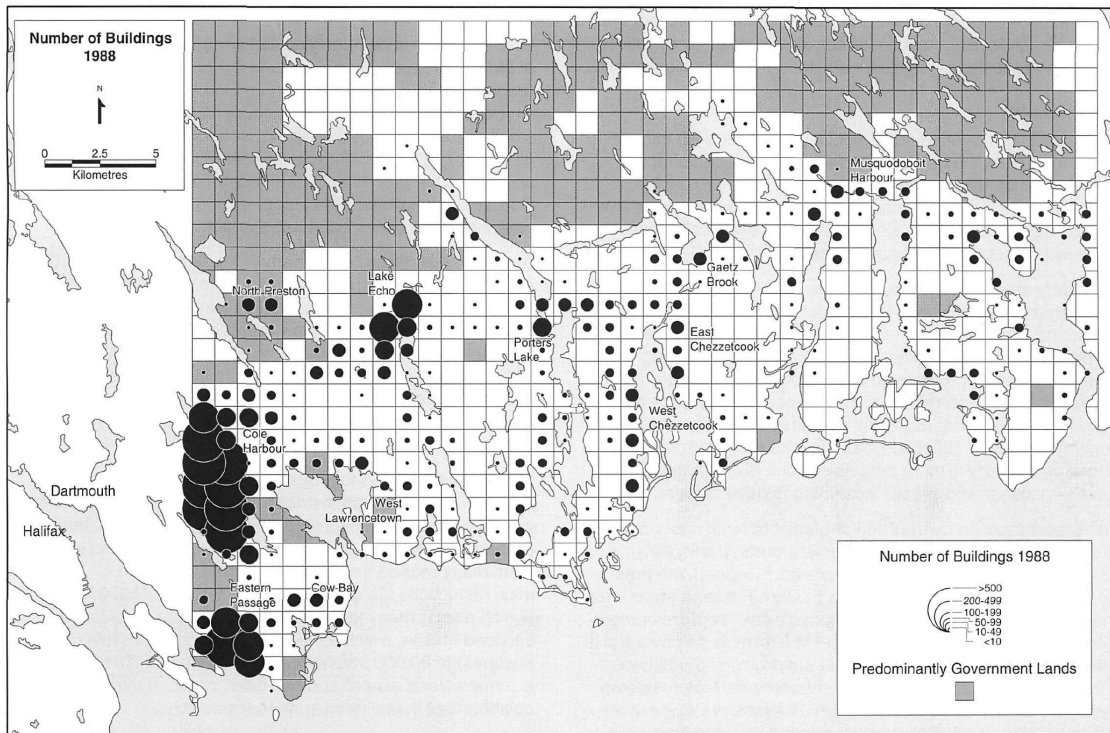 Number of Buildings
1988
N
0 2.5 5
Kilometres
Musquodoboit
Harbour
Lake
Echo
North Preston
Gaetz
Brook
Porters
Lake
East
Chezzetcook
West
Chezzetcook
Cole
Harbour
Dartmouth
Halifax
West
Lawrencetown
Eastern
Passage
Cow Bay
Number of Buildings 1988
>500
200-499
100-199
50-99
10-49
<10
Predominantly Government Lands